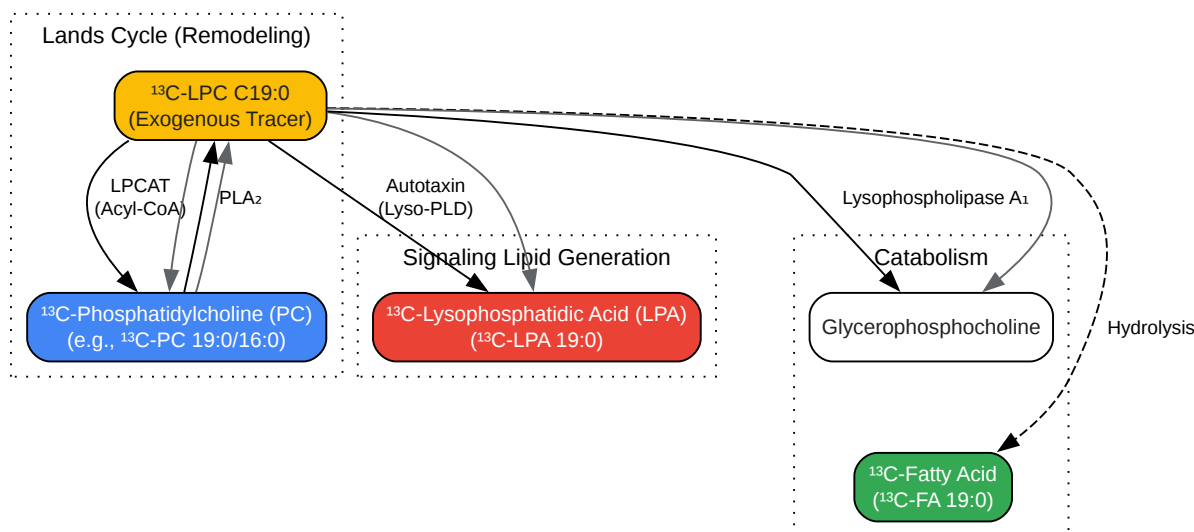 Lands Cycle (Remodeling)
¹³C-LPC C19:0
(Exogenous Tracer)
LPCAT
(Acyl-CoA)
PLA₂
Autotaxin
(Lyso-PLD)
Lysophospholipase A₁
Signaling Lipid Generation
Catabolism
¹³C-Phosphatidylcholine (PC)
(e.g., ¹³C-PC 19:0/16:0)
¹³C-Lysophosphatidic Acid (LPA)
(¹³C-LPA 19:0)
Glycerophosphocholine
Hydrolysis
¹³C-Fatty Acid
(¹³C-FA 19:0)